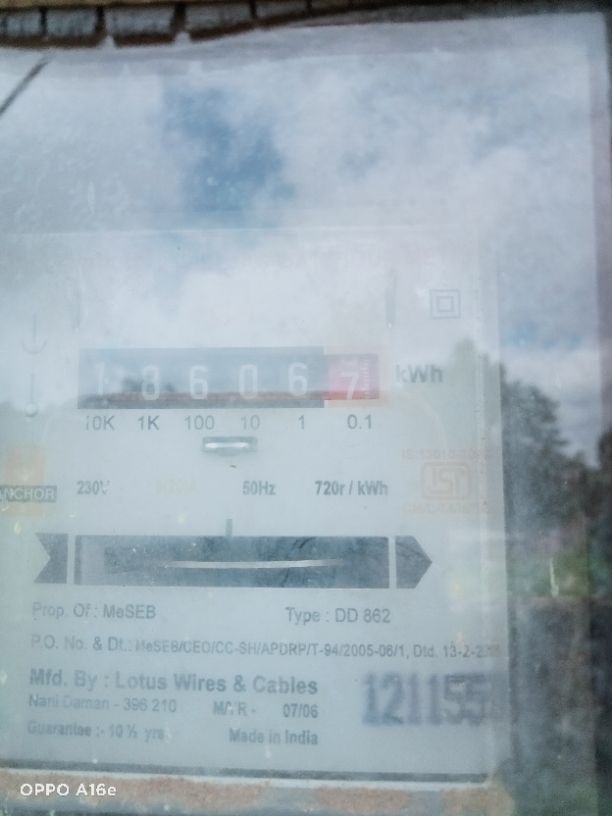 1 8 6 0 6 7 kWh
10K 1K 100 10 1 0.1
ANCHOR 230V 50Hz 720r / kWh
Prop. Of : MeSEB Type : DD 862
P.O. No. & Dt.: MeSEB/CEO/CC-SH/APDRP/T-94/2005-06/1, Dtd. 13-2-
Mfd. By : Lotus Wires & Cables
Nani Daman - 396 210 07/06
Guarantee :- 10 ½ yrs Made in India
121155
OPPO A16e